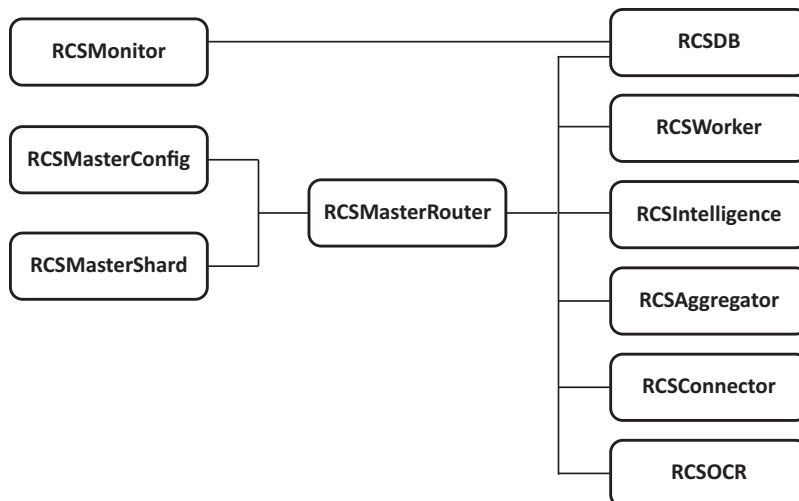 RCSMonitor
RCSDB
RCSWorker
RCSMasterConfig
RCSMasterRouter
RCSIntelligence
RCSMasterShard
RCSAggregator
RCSConnector
RCSOCR